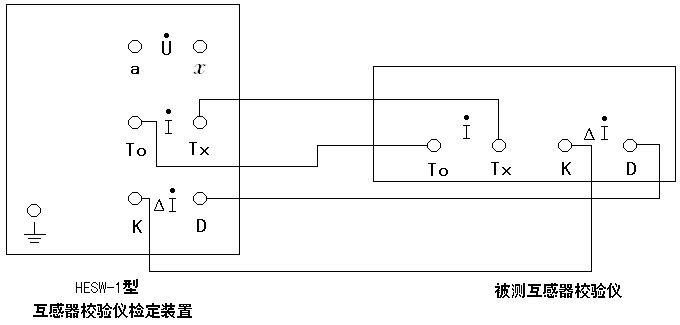 U̇
a x
İ
To Tx
Δİ
K D
İ
To Tx
Δİ
K D
HESW-1型
互感器校验仪检定装置
被测互感器校验仪